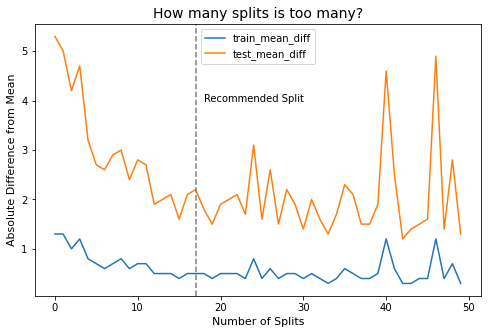 How many splits is too many?
train_mean_diff
test_mean_diff
Recommended Split
Absolute Difference from Mean
5
4
3
2
1
0
10
20
30
40
50
Number of Splits